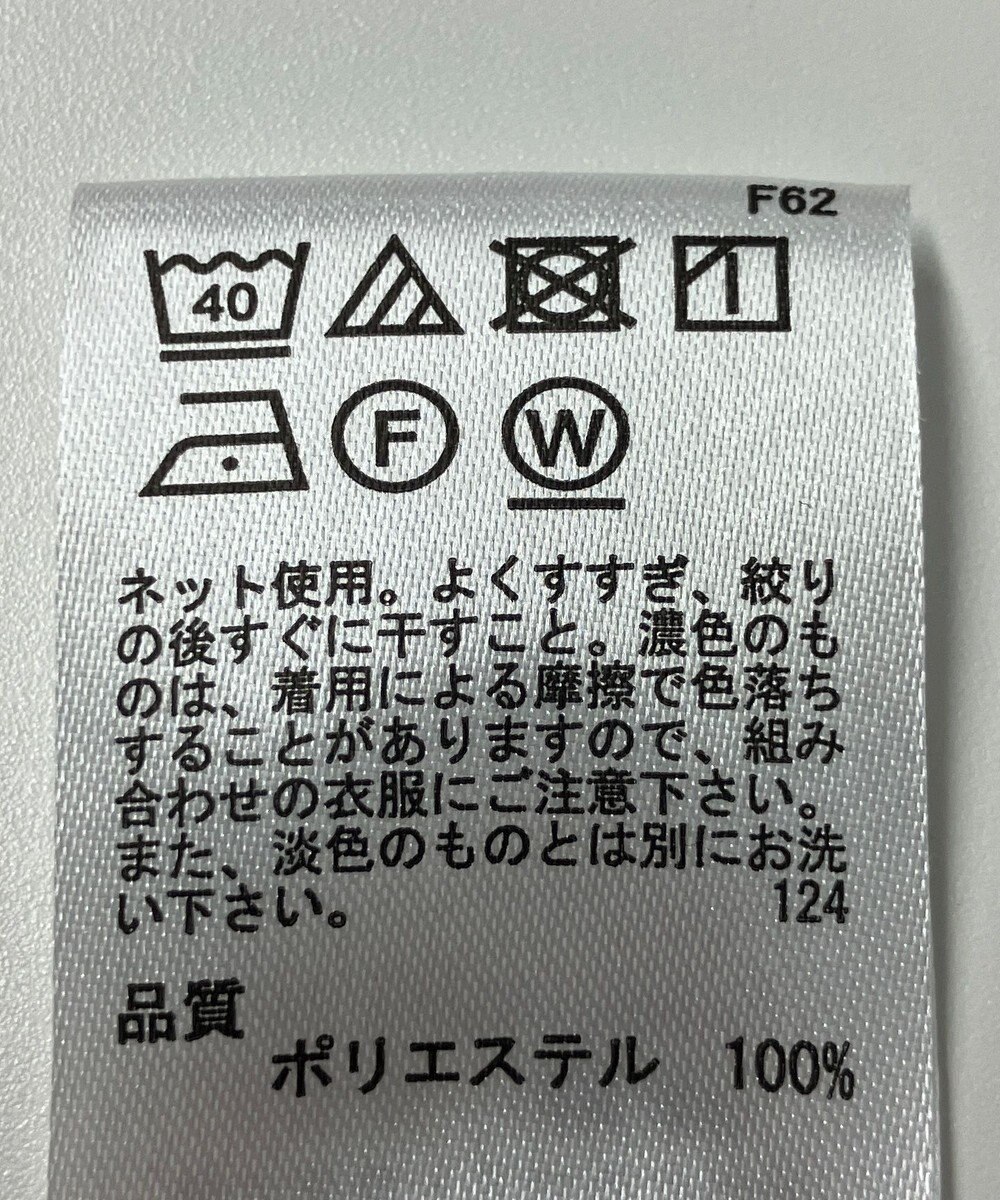 F62
40
F W
ネット使用。よくすすぎ、絞り
の後すぐに干すこと。濃色のも
のは、着用による摩擦で色落ち
することがありますので、組み
合わせの衣服にご注意下さい。
また、淡色のものとは別にお洗
い下さい。 124
品質
ポリエステル 100%